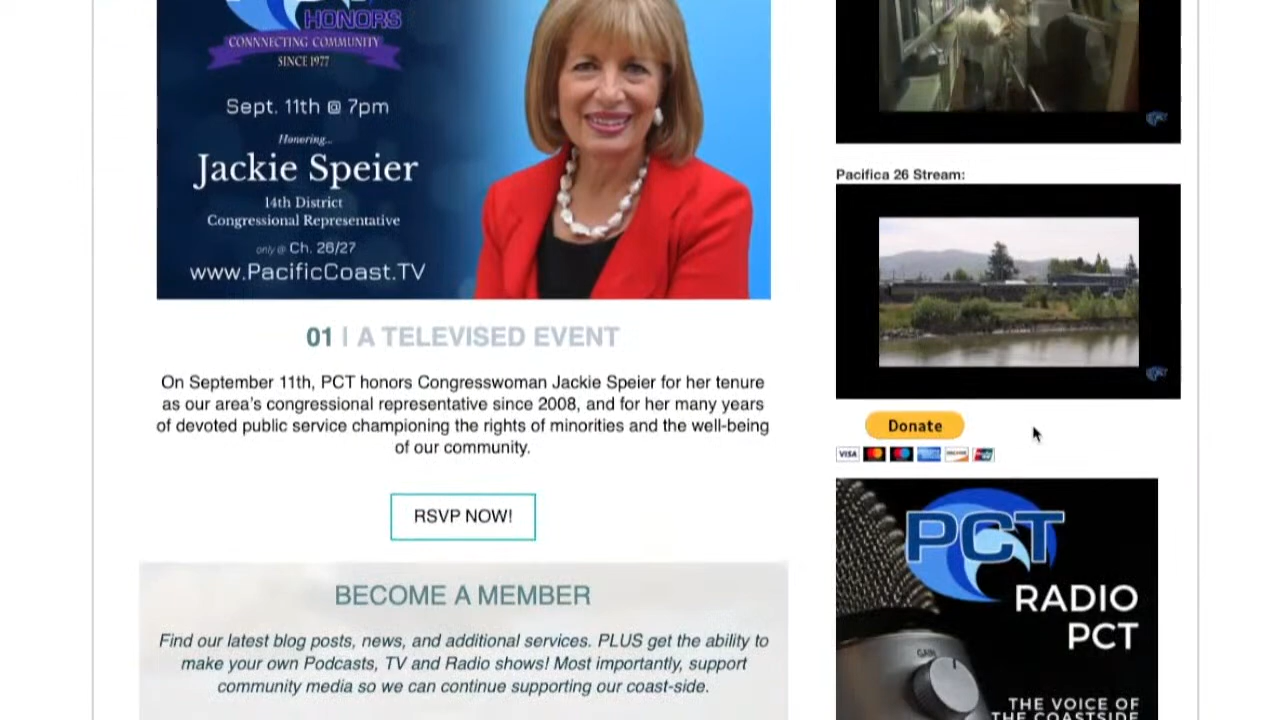 HONORS
CONNNECTING COMMUNITY
SINCE 1977
Sept. 11th @ 7pm
Honoring...
Jackie Speier
14th District
Congressional Representative
only @ Ch. 26/27
www.PacificCoast.TV
01 | A TELEVISED EVENT
On September 11th, PCT honors Congresswoman Jackie Speier for her tenure
as our area's congressional representative since 2008, and for her many years
of devoted public service championing the rights of minorities and the well-being
of our community.
RSVP NOW!
BECOME A MEMBER
Find our latest blog posts, news, and additional services. PLUS get the ability to
make your own Podcasts, TV and Radio shows! Most importantly, support
community media so we can continue supporting our coast-side.
Pacifica 26 Stream:
Donate
VISA
DISCOVER
PCT
RADIO
PCT
GAIN
THE VOICE OF
THE COASTSIDE